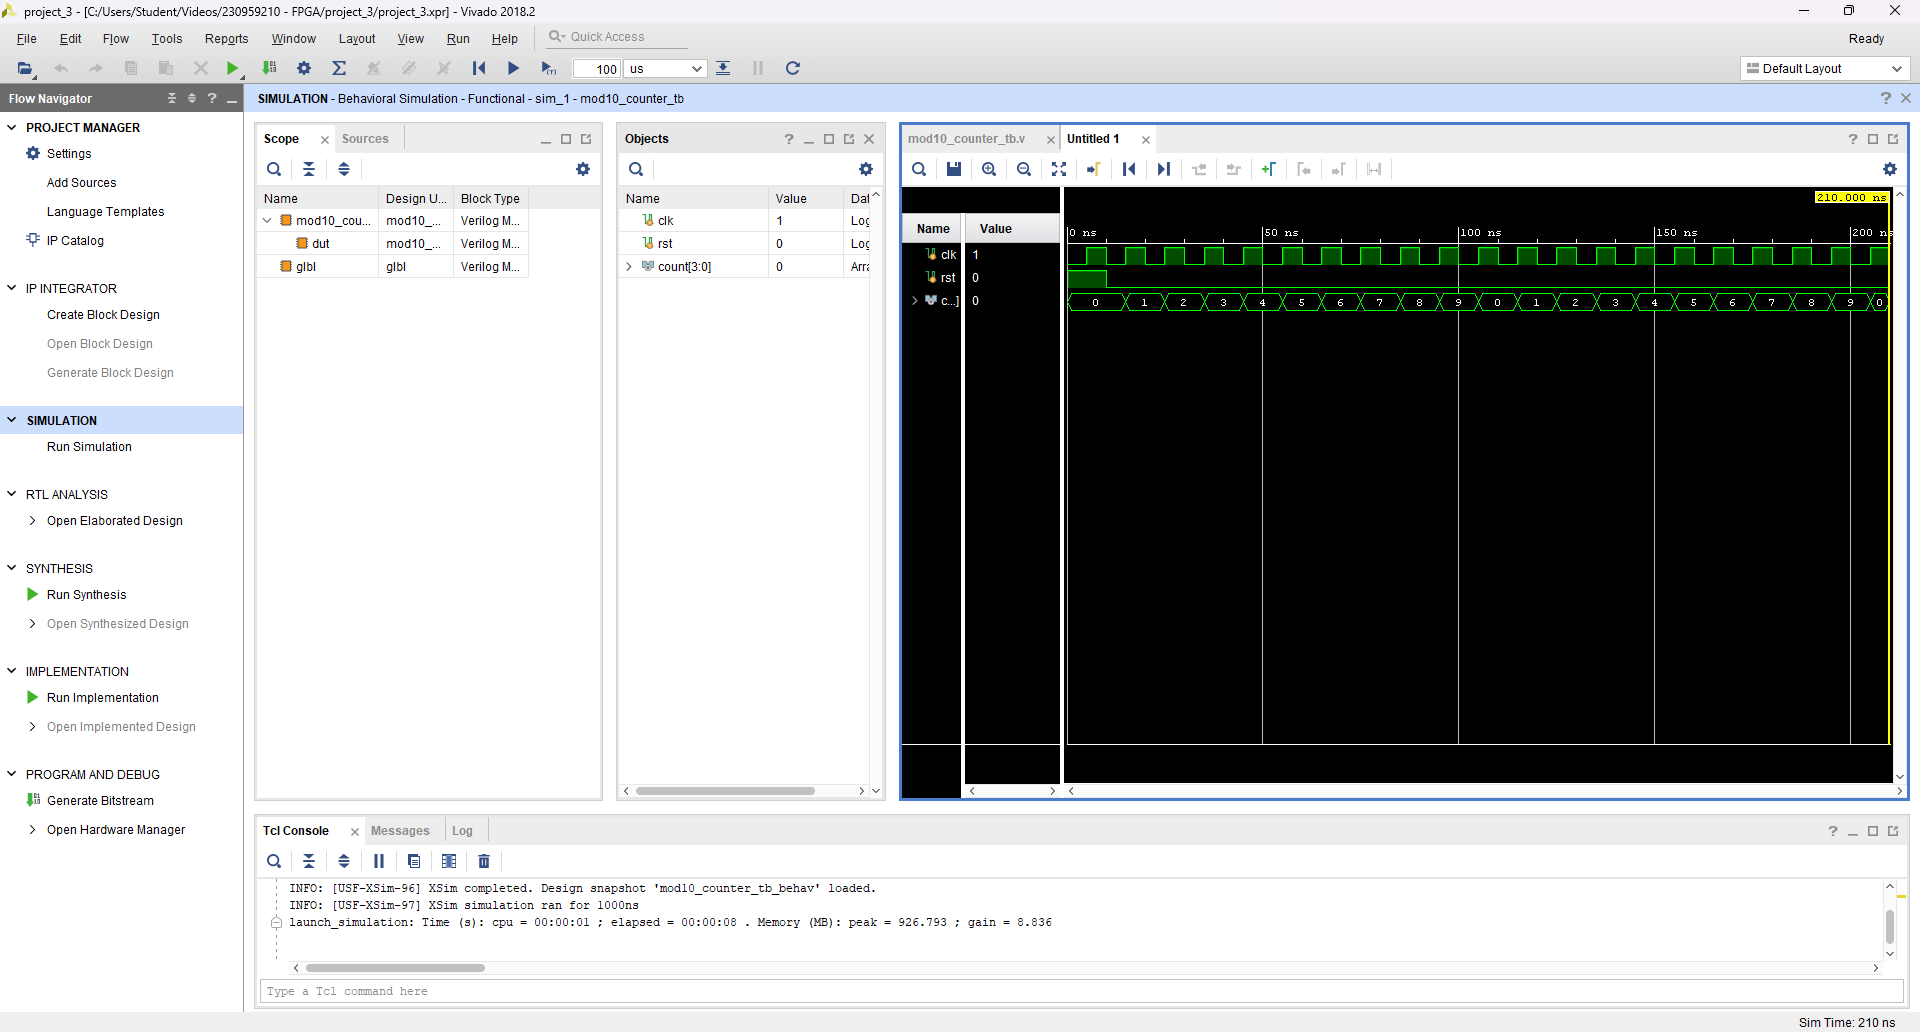 project_3 - [C:/Users/Student/Videos/230959210 - FPGA/project_3/project_3.xpr] - Vivado 2018.2
File Edit Flow Tools Reports Window Layout View Run Help Quick Access
Ready
100 us
Default Layout
Flow Navigator
SIMULATION - Behavioral Simulation - Functional - sim_1 - mod10_counter_tb
PROJECT MANAGER
Settings
Add Sources
Language Templates
IP Catalog
IP INTEGRATOR
Create Block Design
Open Block Design
Generate Block Design
SIMULATION
Run Simulation
RTL ANALYSIS
Open Elaborated Design
SYNTHESIS
Run Synthesis
Open Synthesized Design
IMPLEMENTATION
Run Implementation
Open Implemented Design
PROGRAM AND DEBUG
Generate Bitstream
Open Hardware Manager
Scope Sources
Name Design U... Block Type
mod10_cou... mod10_... Verilog M...
dut mod10_... Verilog M...
glbl glbl Verilog M...
Objects
Name Value Dat
clk 1 Log
rst 0 Log
count[3:0] 0 Arra
mod10_counter_tb.v Untitled 1
210.000 ns
Name Value
0 ns 50 ns 100 ns 150 ns 200 ns
clk 1
rst 0
c...] 0
0 1 2 3 4 5 6 7 8 9 0 1 2 3 4 5 6 7 8 9 0
Tcl Console Messages Log
INFO: [USF-XSim-96] XSim completed. Design snapshot 'mod10_counter_tb_behav' loaded.
INFO: [USF-XSim-97] XSim simulation ran for 1000ns
launch_simulation: Time (s): cpu = 00:00:01 ; elapsed = 00:00:08 . Memory (MB): peak = 926.793 ; gain = 8.836
Type a Tcl command here
Sim Time: 210 ns